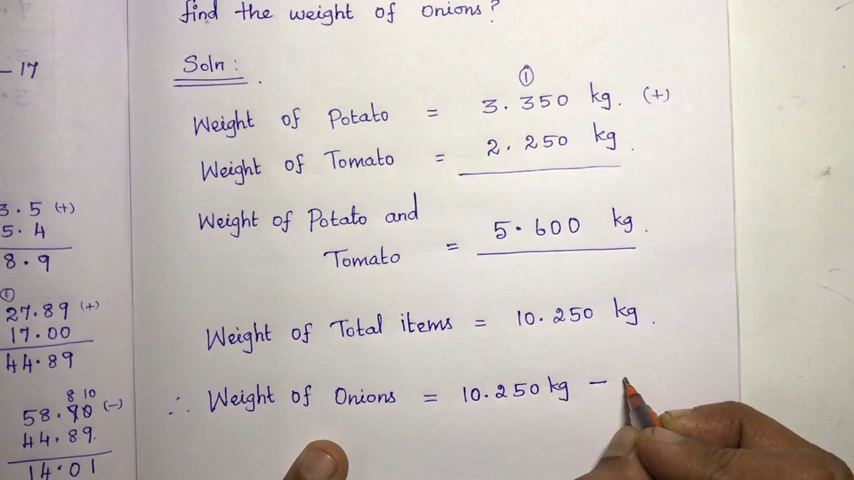 find the weight of onions?
Soln :
①
Weight of Potato = 3.350 kg. (+)
Weight of Tomato = 2.250 kg.
Weight of Potato and
Tomato = 5.600 kg.
Weight of Total items = 10.250 kg.
∴ Weight of Onions = 10.250 kg –
– 17
3.5 (+)
5.4
8.9
①
27.89 (+)
17.00
44.89
8 10
58.90 (–)
44.89.
14.01